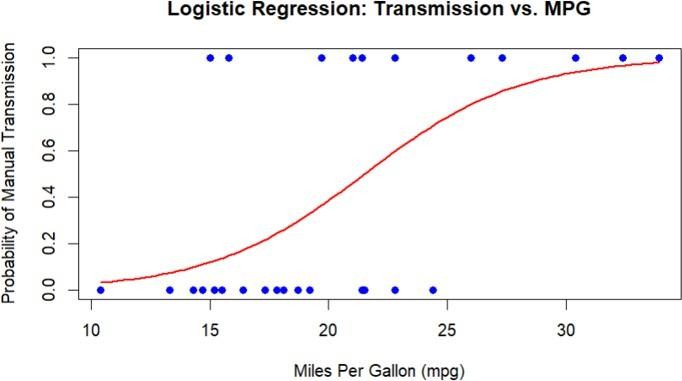 Logistic Regression: Transmission vs. MPG
Probability of Manual Transmission
1.0
0.8
0.6
0.4
0.2
0.0
10 15 20 25 30
Miles Per Gallon (mpg)